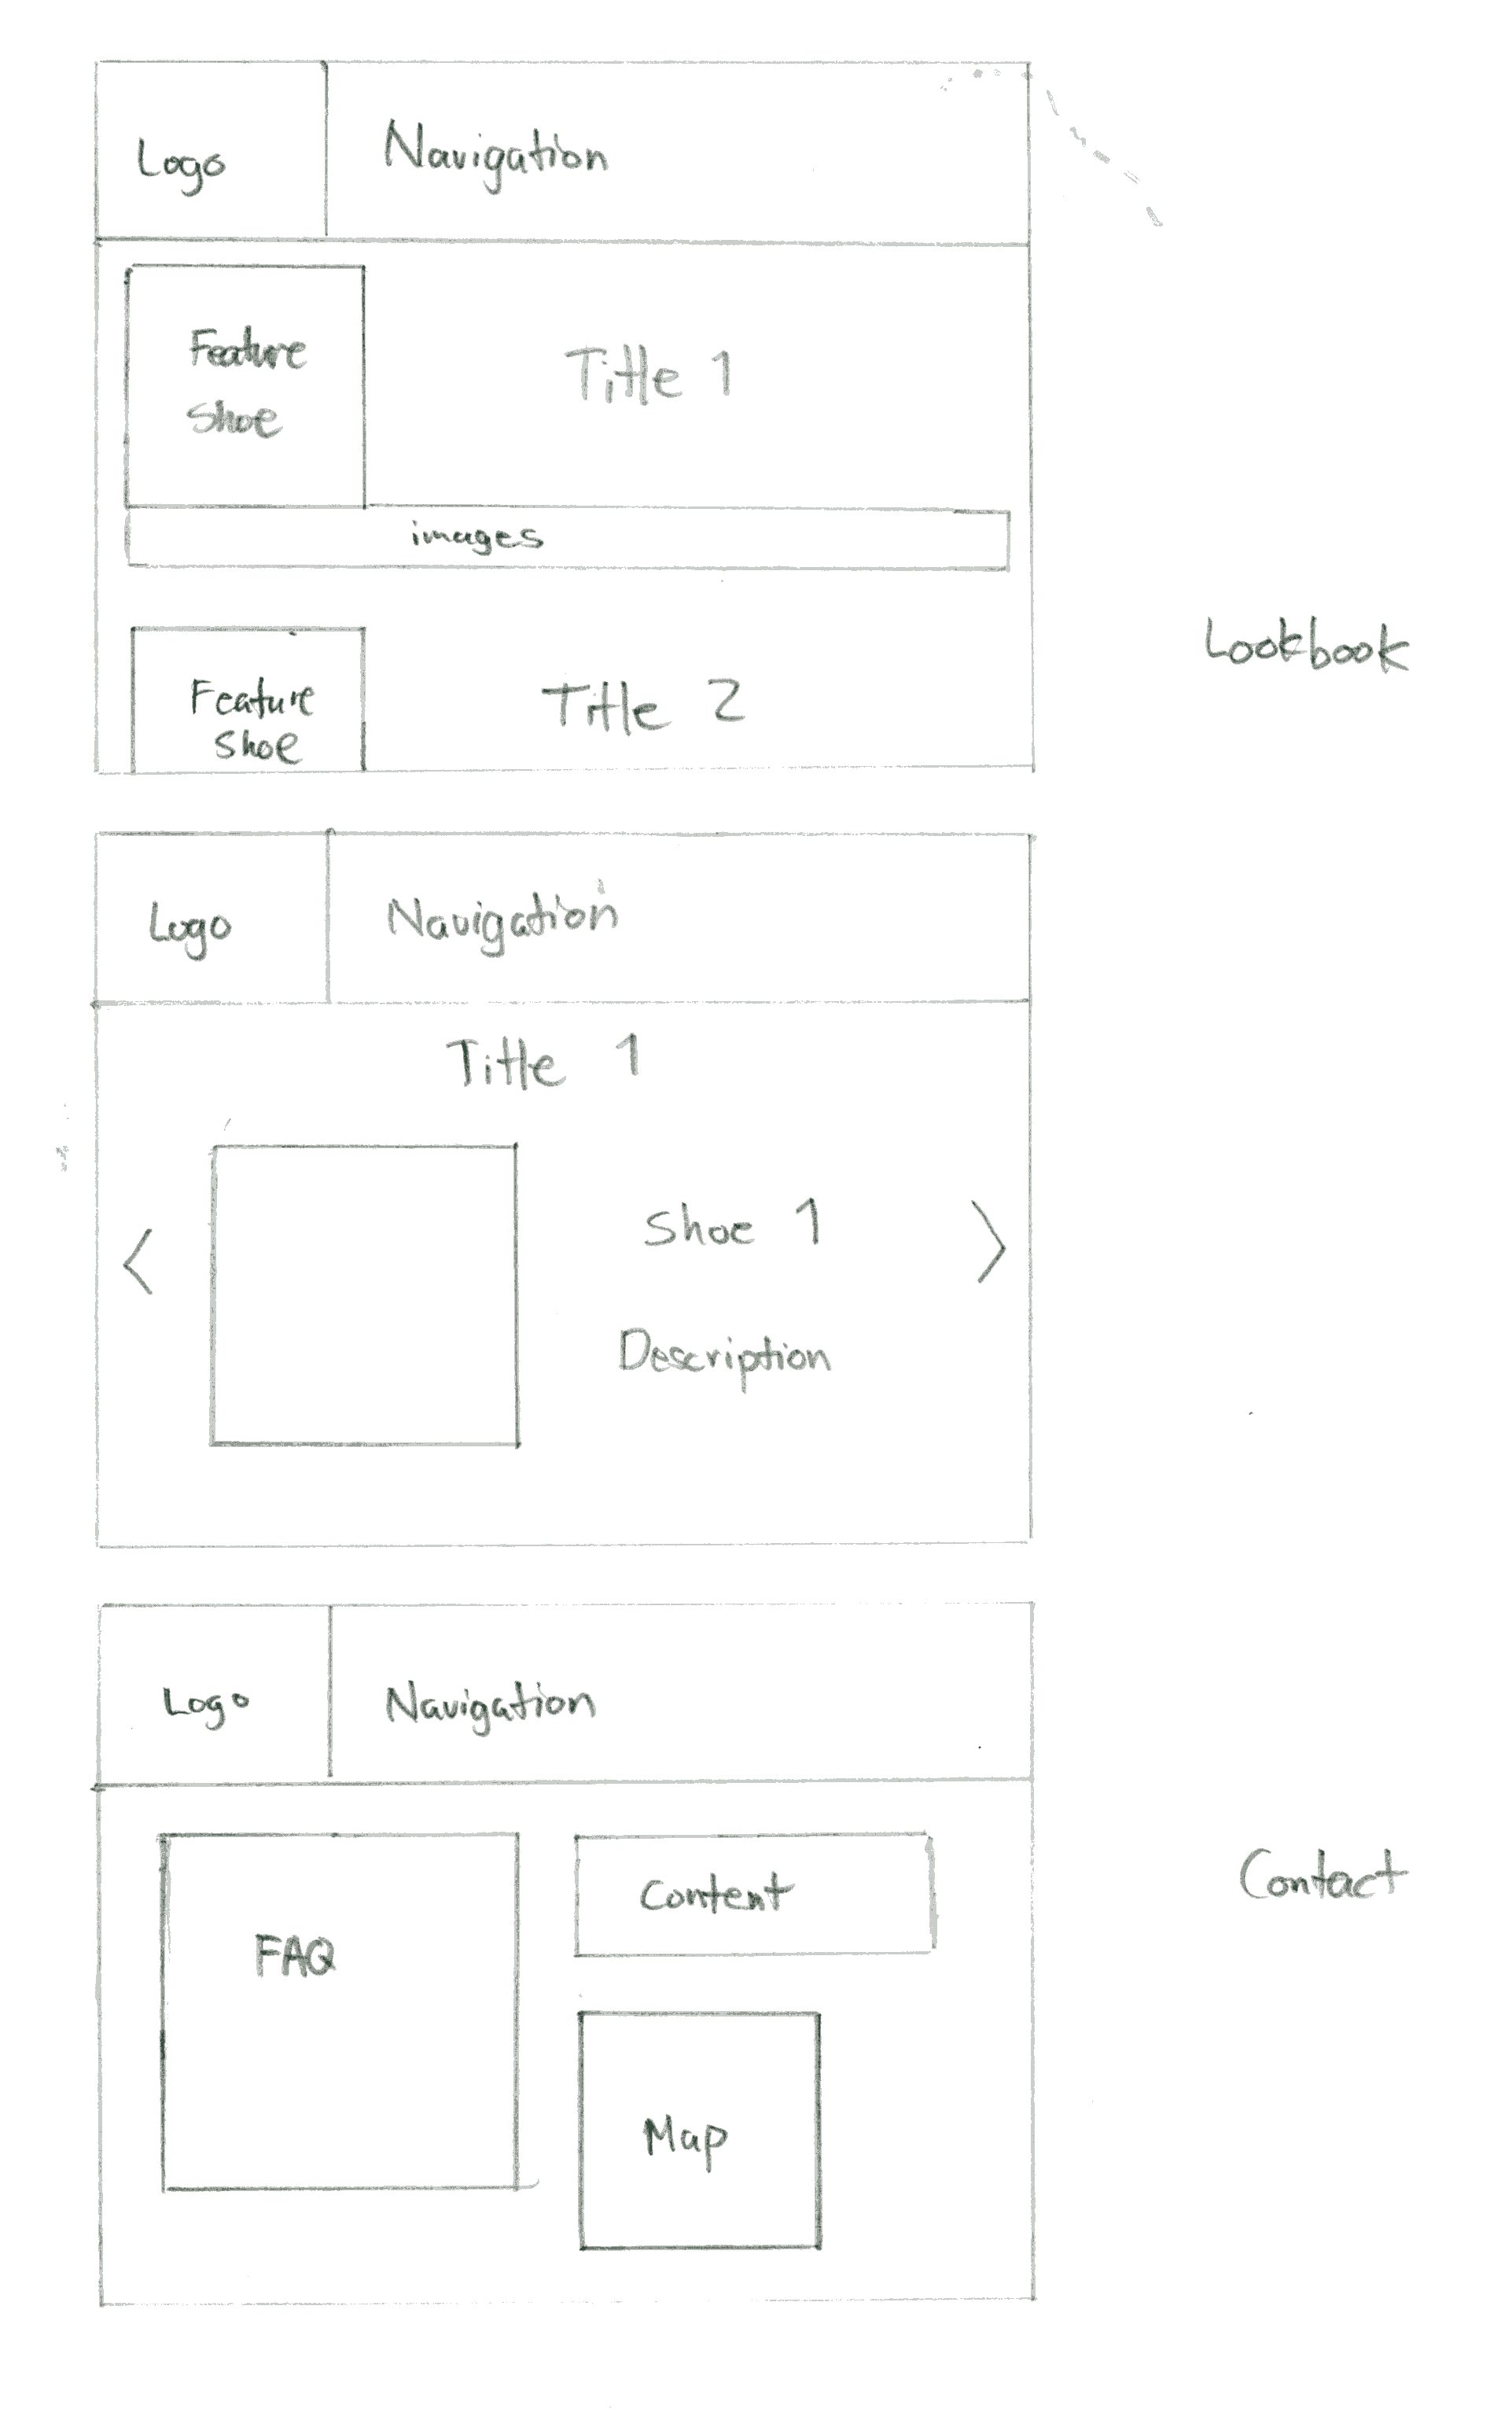 Logo
Navigation
Feature
Shoe
Title 1
images
Feature
Shoe
Title 2
Lookbook
Logo
Navigation
Title 1
<
Shoe 1
>
Description
Logo
Navigation
FAQ
Content
Map
Contact